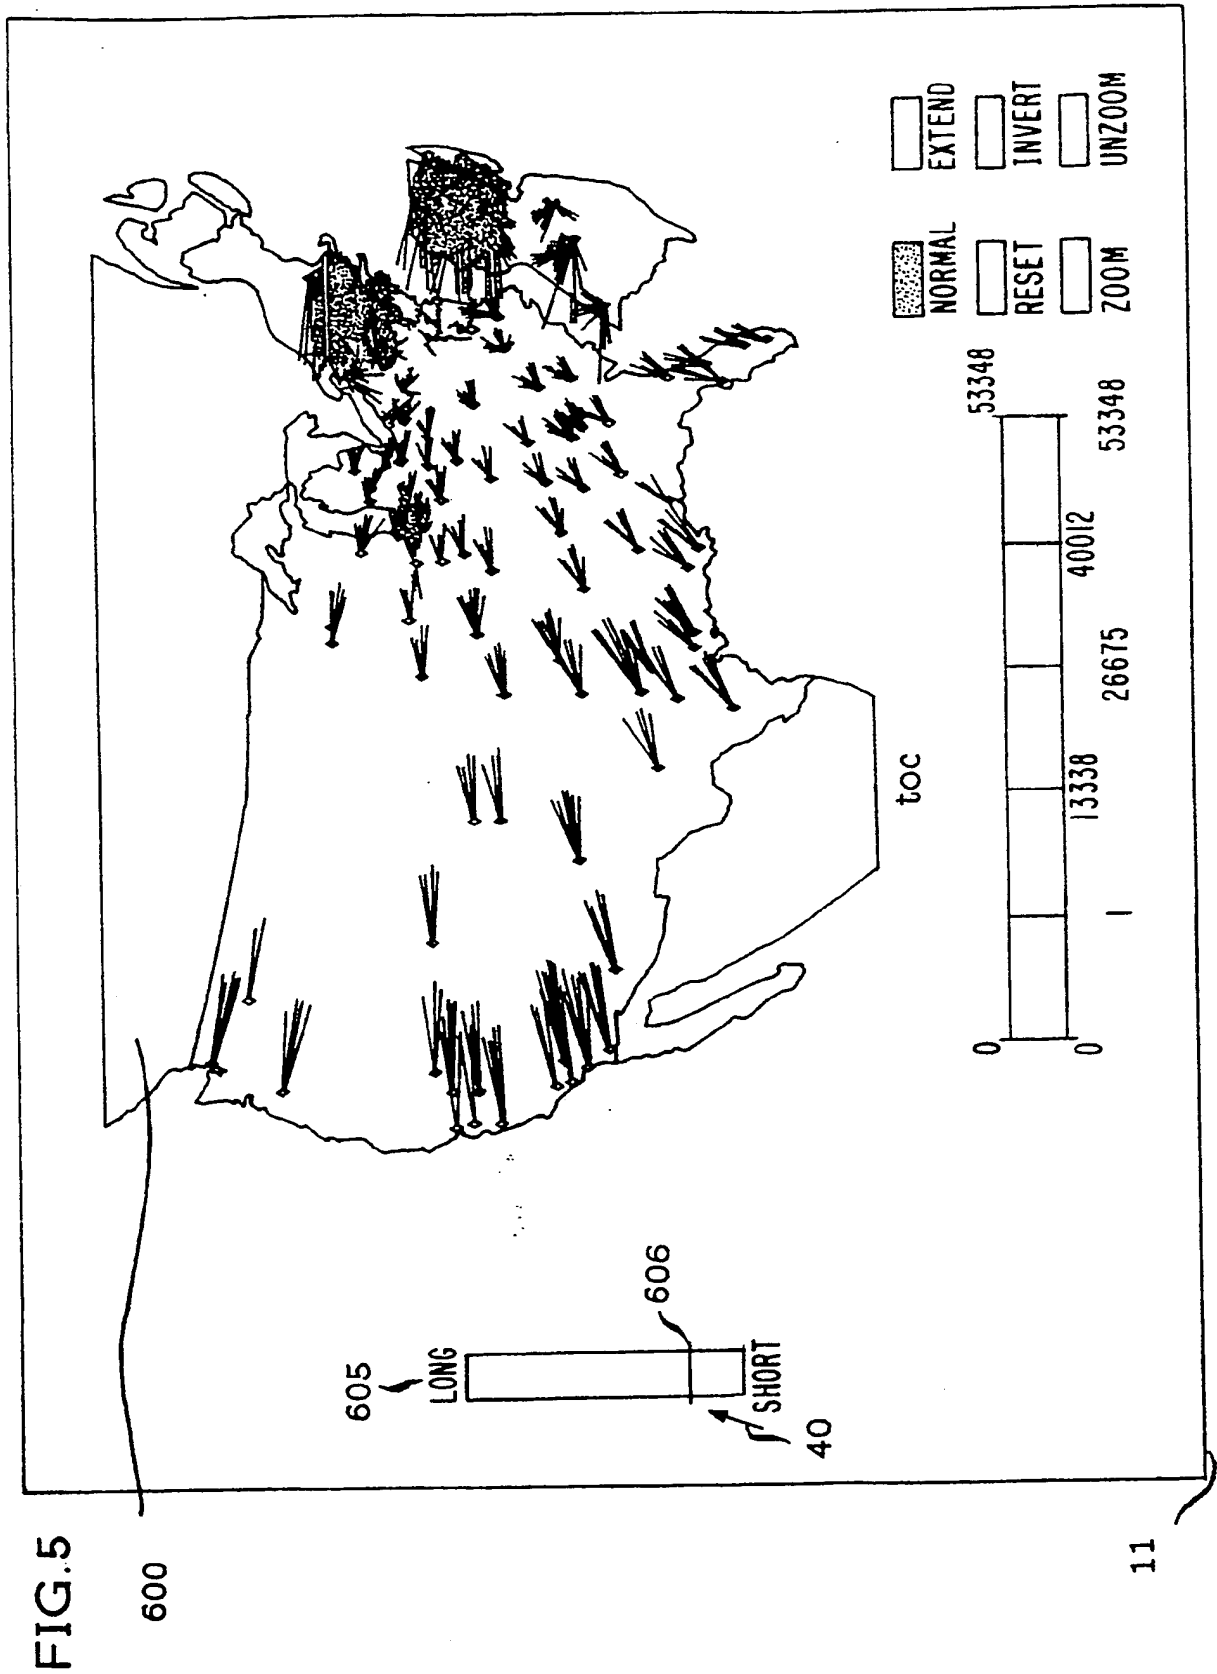 FIG.5
600
605
LONG
606
SHORT
40
toc
NORMAL
EXTEND
RESET
INVERT
ZOOM
UNZOOM
0
53348
0
1
13338
26675
40012
53348
11